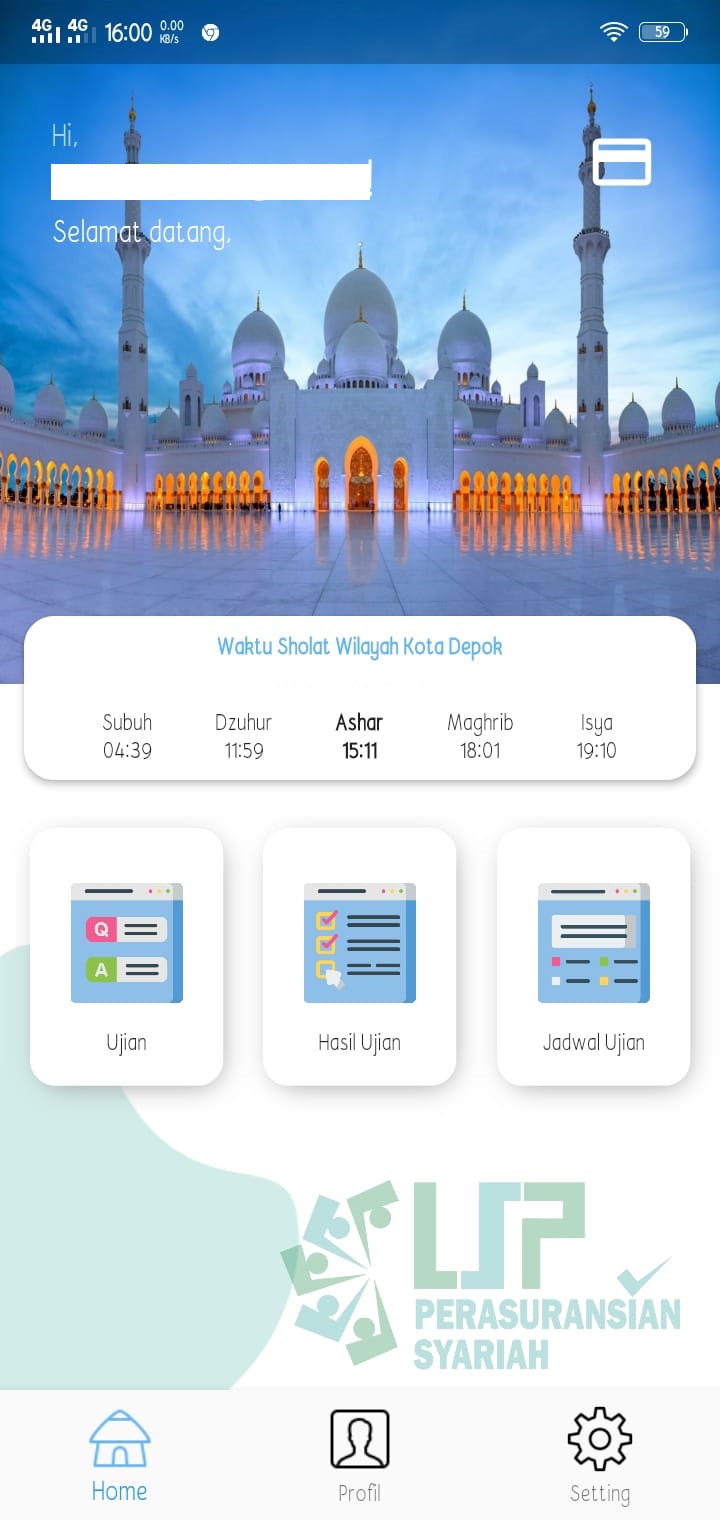 4G 4G 16:00 0.00 KB/s 59
Hi,
Selamat datang,
Waktu Sholat Wilayah Kota Depok
Subuh Dzuhur Ashar Maghrib Isya
04:39 11:59 15:11 18:01 19:10
Q
A
Ujian Hasil Ujian Jadwal Ujian
LSP
PERASURANSIAN
SYARIAH
Home Profil Setting